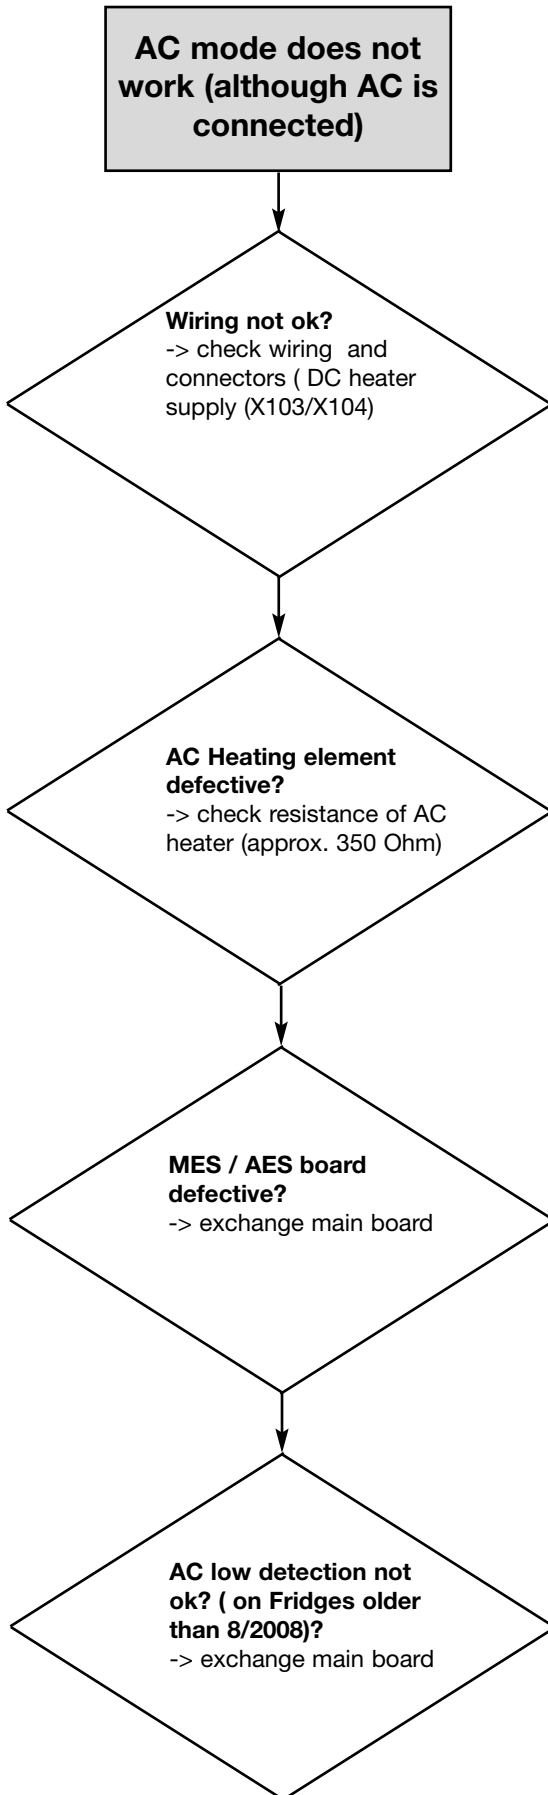 AC mode does not
work (although AC is
connected)
Wiring not ok?
-> check wiring and
connectors ( DC heater
supply (X103/X104)
AC Heating element
defective?
-> check resistance of AC
heater (approx. 350 Ohm)
MES / AES board
defective?
-> exchange main board
AC low detection not
ok? ( on Fridges older
than 8/2008)?
-> exchange main board